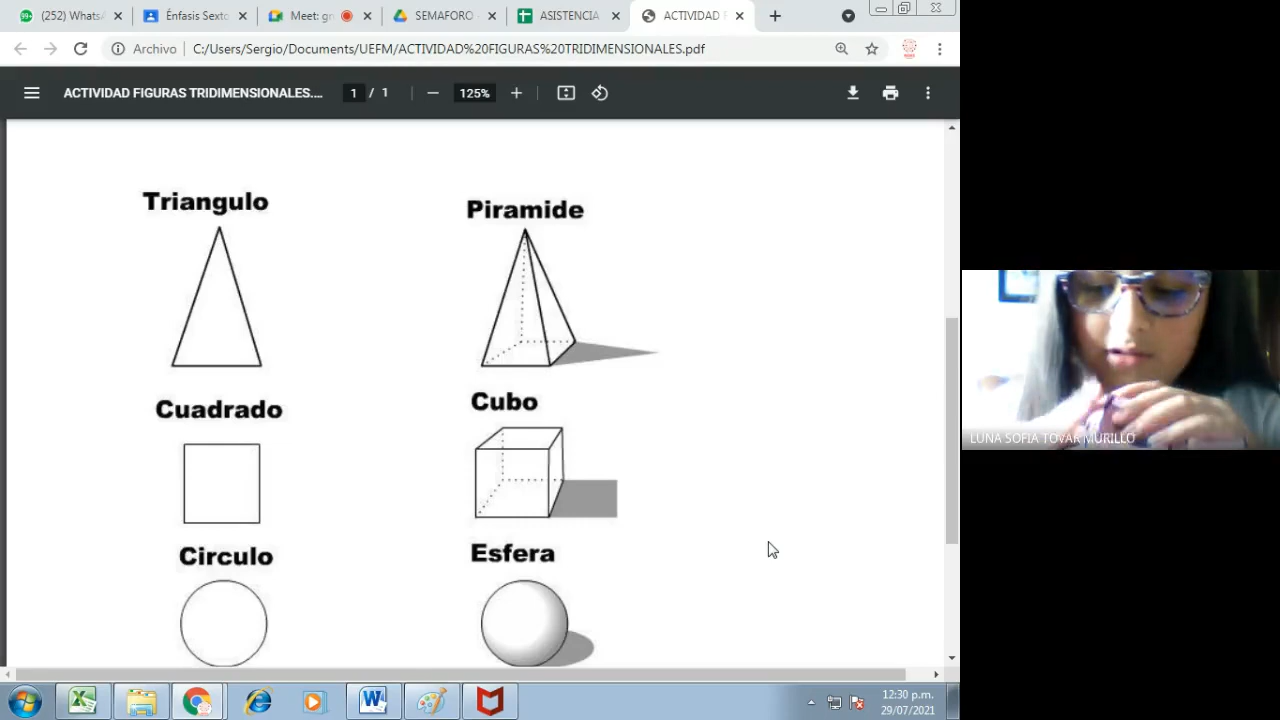 (252) Whats
Énfasis Sexto
Meet: gr
SEMAFORO -
ASISTENCIA
ACTIVIDAD F
Archivo | C:/Users/Sergio/Documents/UEFM/ACTIVIDAD%20FIGURAS%20TRIDIMENSIONALES.pdf
ACTIVIDAD FIGURAS TRIDIMENSIONALES.... 1 / 1 125%
Triangulo
Piramide
Cuadrado
Cubo
Circulo
Esfera
LUNA SOFIA TOVAR MURILLO
12:30 p.m.
29/07/2021